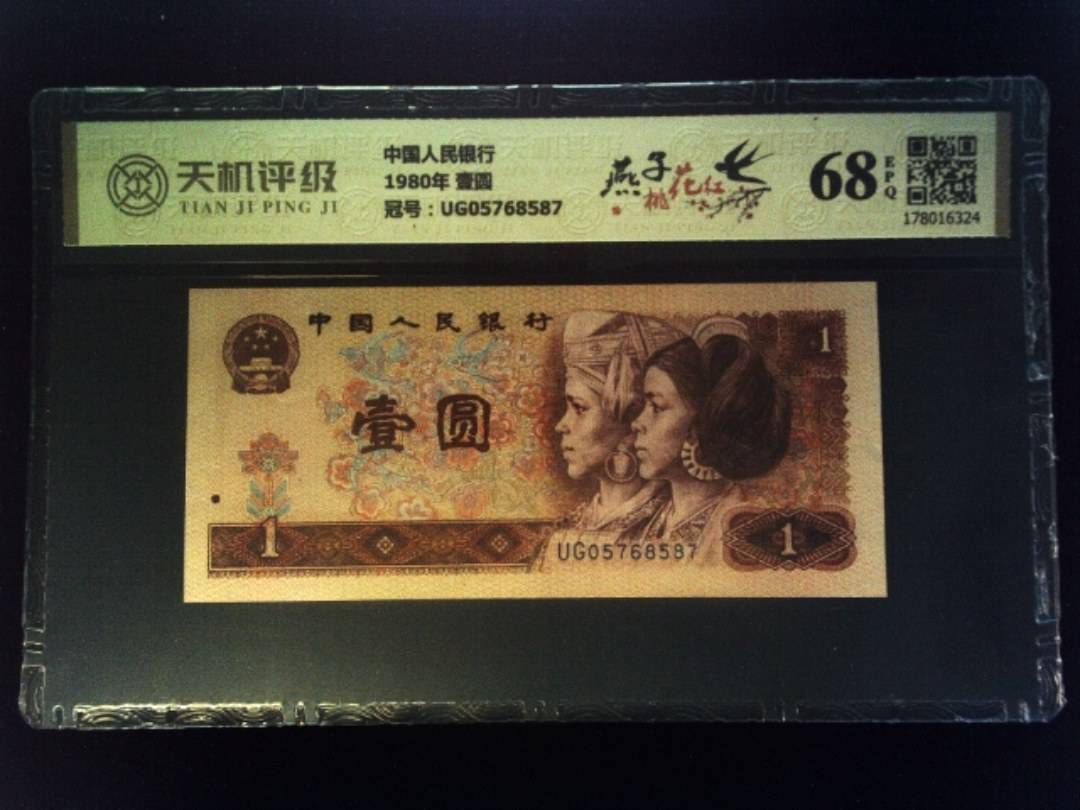 天机评级
TIAN JI PING JI
中国人民银行
1980年 壹圆
冠号：UG05768587
燕子
桃花红
68
EPQ
178016324
中国人民银行
壹圆
1
1
1
UG05768587